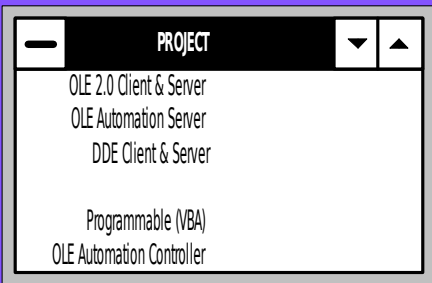 PROJECT
OLE 2.0 Client & Server
OLE Automation Server
DDE Client & Server
Programmable (VBA)
OLE Automation Controller